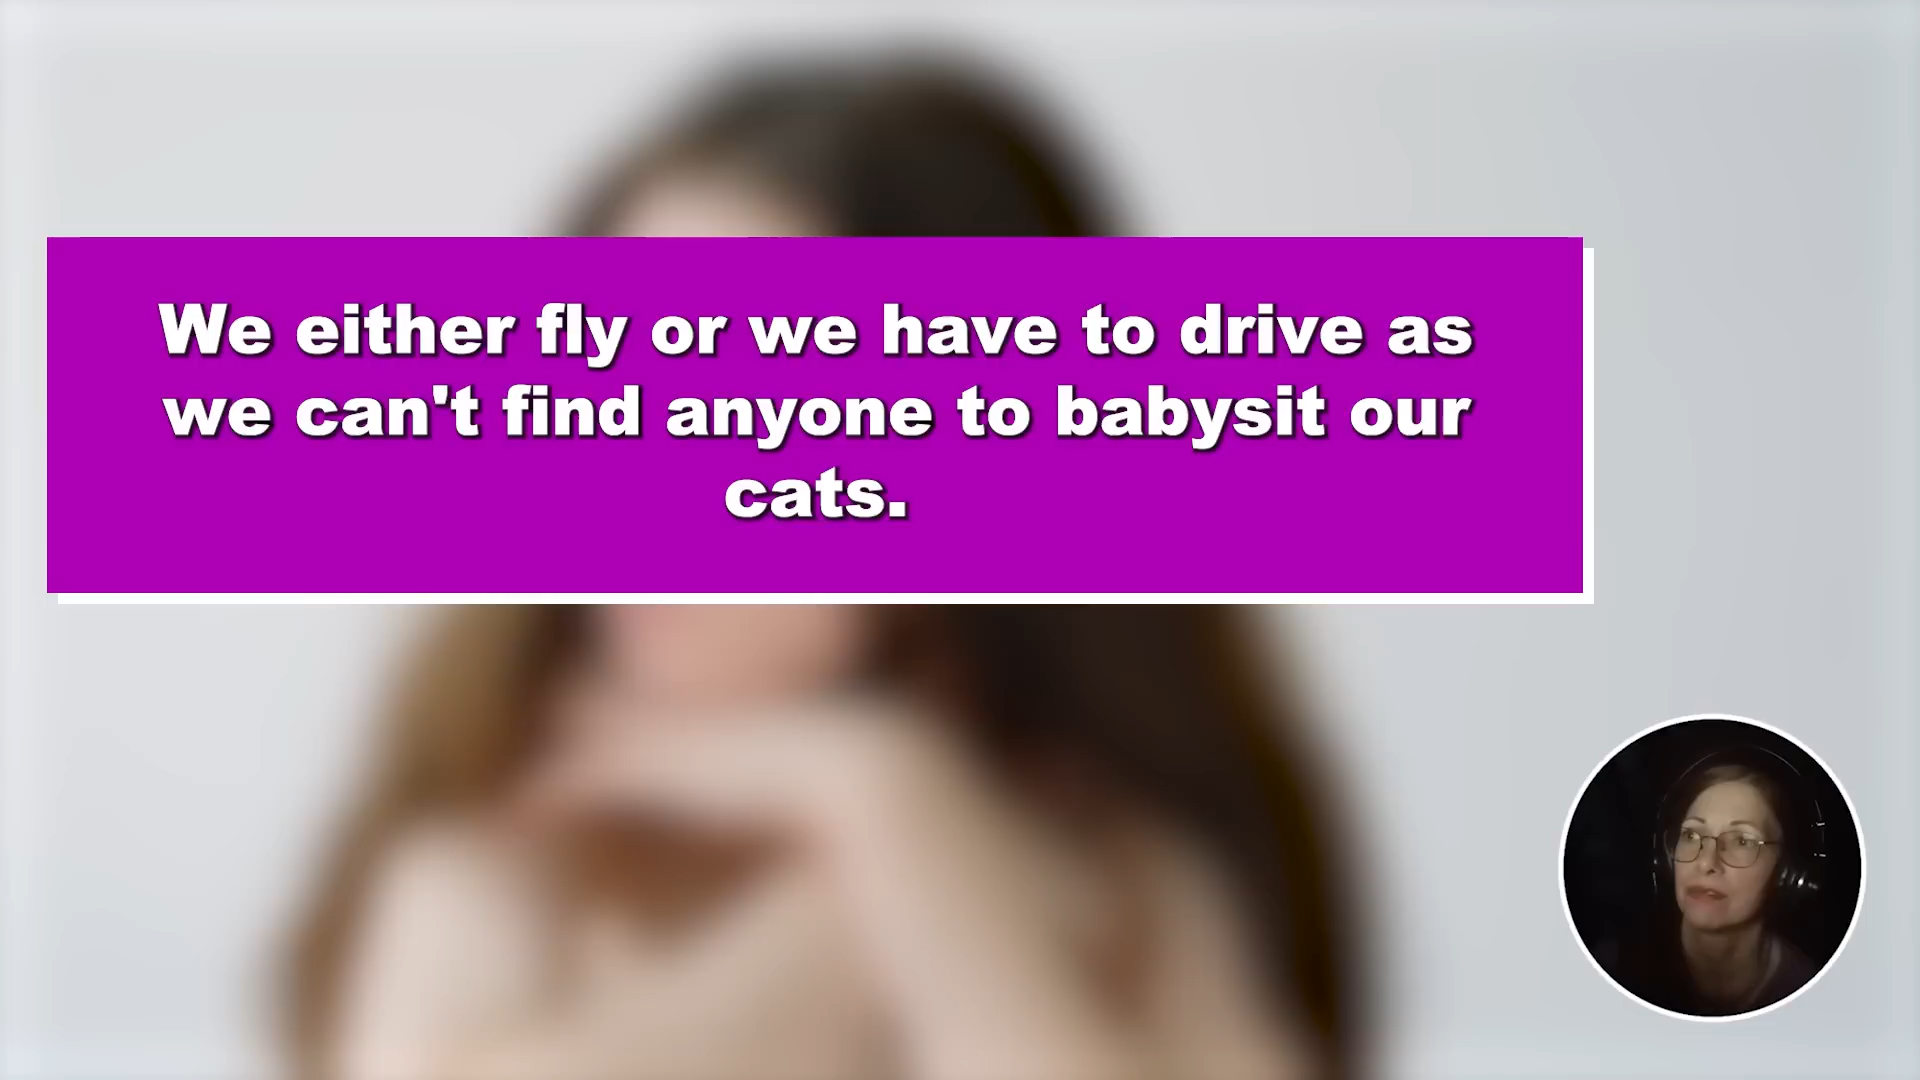 We either fly or we have to drive as
we can't find anyone to babysit our
cats.